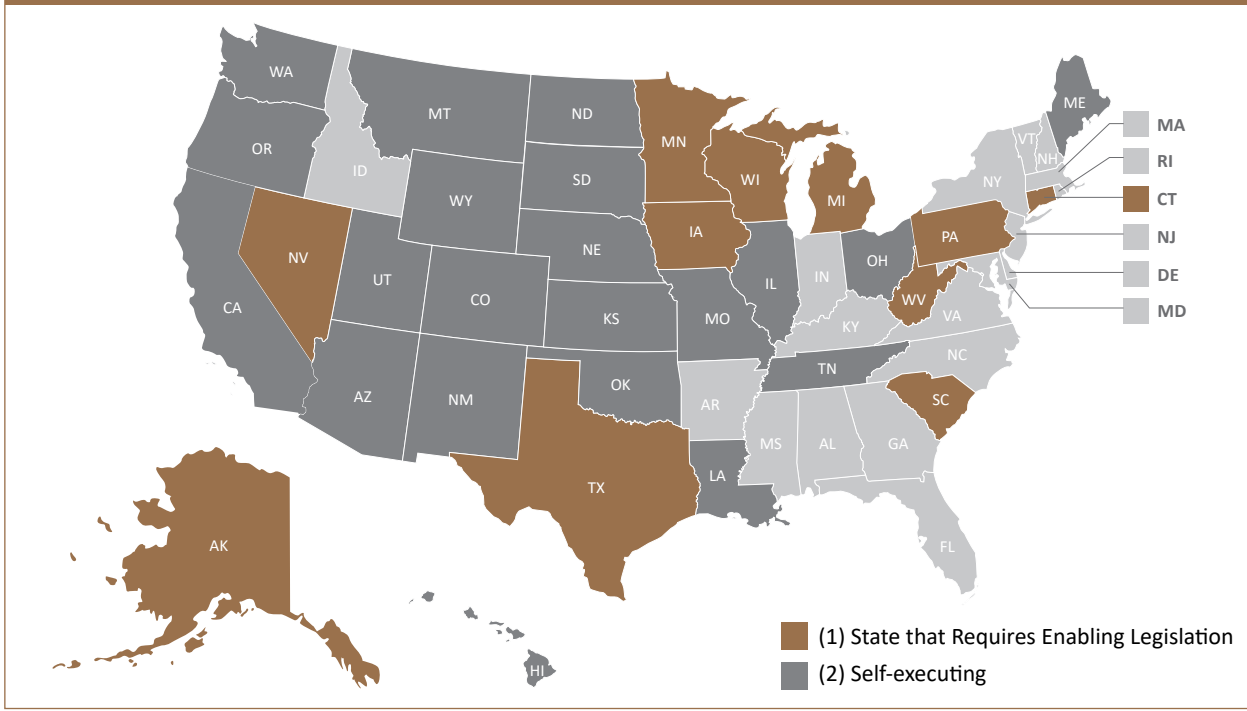 WA
MT
ND
MN
ME
MA
OR
ID
SD
WI
VT
NH
RI
WY
MI
NY
CT
NV
NE
IA
PA
NJ
UT
CO
IL
IN
OH
DE
CA
KS
MO
WV
VA
MD
KY
AZ
NM
OK
TN
NC
AR
SC
MS
AL
GA
TX
LA
AK
FL
HI
(1) State that Requires Enabling Legislation
(2) Self-executing